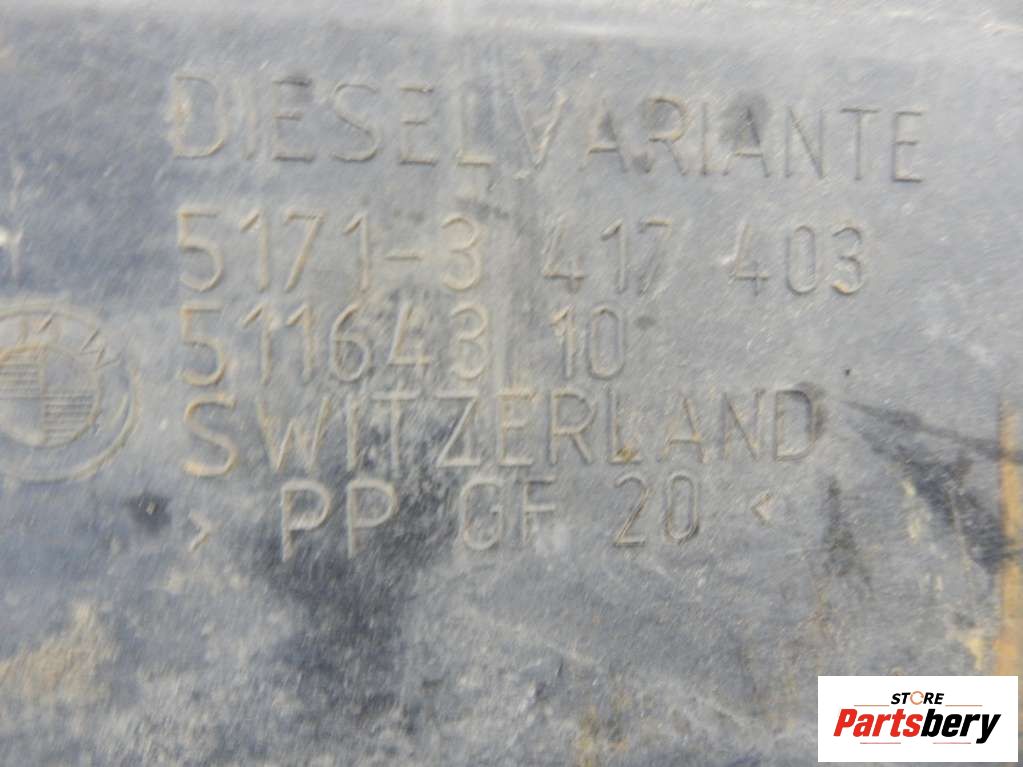 DIESELVARIANTE
5171-3 417 403
51164310
SWITZERLAND
> PP GF 20 <
STORE
Partsbery